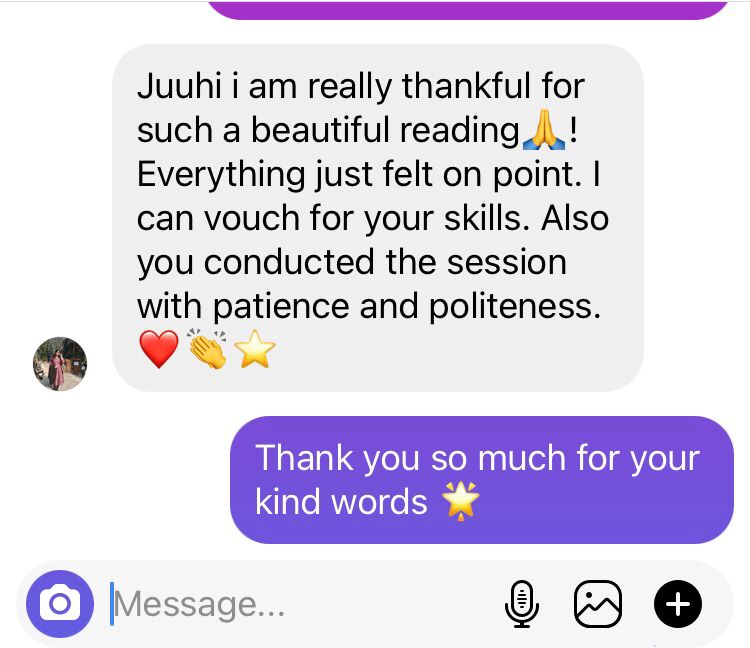 Juuhi i am really thankful for
such a beautiful reading🙏!
Everything just felt on point. I
can vouch for your skills. Also
you conducted the session
with patience and politeness.
❤️👏⭐
Thank you so much for your
kind words 🌟
Message...